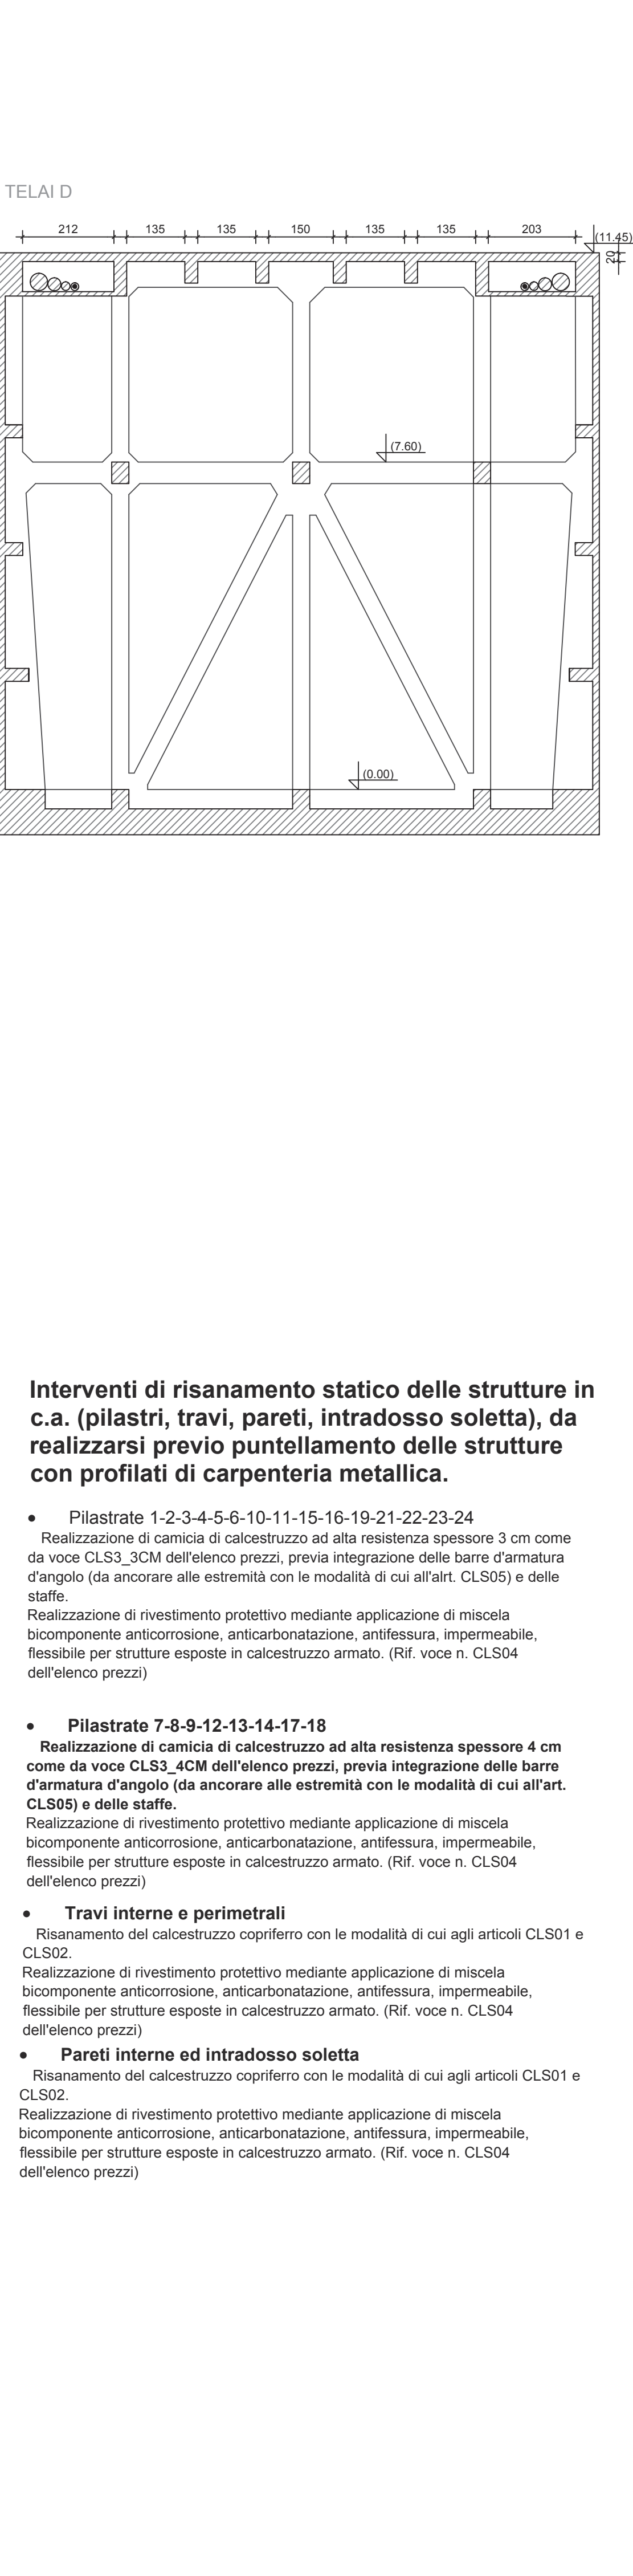 TELAI D
212 135 135 150 135 135 203
(11.45)
20
(7.60)
(0.00)
Interventi di risanamento statico delle strutture in
c.a. (pilastri, travi, pareti, intradosso soletta), da
realizzarsi previo puntellamento delle strutture
con profilati di carpenteria metallica.
• Pilastrate 1-2-3-4-5-6-10-11-15-16-19-21-22-23-24
Realizzazione di camicia di calcestruzzo ad alta resistenza spessore 3 cm come
da voce CLS3_3CM dell'elenco prezzi, previa integrazione delle barre d'armatura
d'angolo (da ancorare alle estremità con le modalità di cui all'alrt. CLS05) e delle
staffe.
Realizzazione di rivestimento protettivo mediante applicazione di miscela
bicomponente anticorrosione, anticarbonatazione, antifessura, impermeabile,
flessibile per strutture esposte in calcestruzzo armato. (Rif. voce n. CLS04
dell'elenco prezzi)
• Pilastrate 7-8-9-12-13-14-17-18
Realizzazione di camicia di calcestruzzo ad alta resistenza spessore 4 cm
come da voce CLS3_4CM dell'elenco prezzi, previa integrazione delle barre
d'armatura d'angolo (da ancorare alle estremità con le modalità di cui all'art.
CLS05) e delle staffe.
Realizzazione di rivestimento protettivo mediante applicazione di miscela
bicomponente anticorrosione, anticarbonatazione, antifessura, impermeabile,
flessibile per strutture esposte in calcestruzzo armato. (Rif. voce n. CLS04
dell'elenco prezzi)
• Travi interne e perimetrali
Risanamento del calcestruzzo copriferro con le modalità di cui agli articoli CLS01 e
CLS02.
Realizzazione di rivestimento protettivo mediante applicazione di miscela
bicomponente anticorrosione, anticarbonatazione, antifessura, impermeabile,
flessibile per strutture esposte in calcestruzzo armato. (Rif. voce n. CLS04
dell'elenco prezzi)
• Pareti interne ed intradosso soletta
Risanamento del calcestruzzo copriferro con le modalità di cui agli articoli CLS01 e
CLS02.
Realizzazione di rivestimento protettivo mediante applicazione di miscela
bicomponente anticorrosione, anticarbonatazione, antifessura, impermeabile,
flessibile per strutture esposte in calcestruzzo armato. (Rif. voce n. CLS04
dell'elenco prezzi)